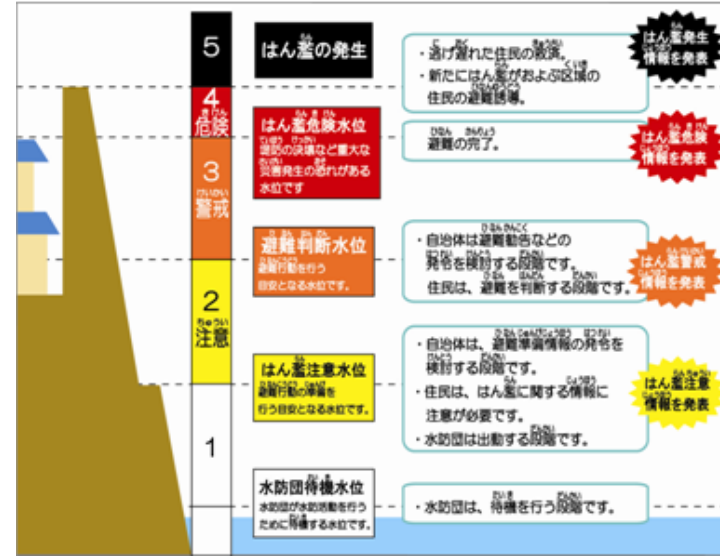 5
はん濫の発生
・逃げ遅れた住民の救済。
・新たにはん濫がおよぶ区域の
住民の避難誘導。
はん濫発生
情報を発表
4
危険
はん濫危険水位
堤防の決壊など重大な
災害発生の恐れがある
水位です
避難の完了。
はん濫危険
情報を発表
3
警戒
避難判断水位
避難行動を行う
目安となる水位です。
・自治体は避難勧告などの
発令を検討する段階です。
住民は、避難を判断する段階です。
はん濫警戒
情報を発表
2
注意
はん濫注意水位
避難行動の準備を
行う目安となる水位です。
・自治体は、避難準備情報の発令を
検討する段階です。
・住民は、はん濫に関する情報に
注意が必要です。
・水防団は出動する段階です。
はん濫注意
情報を発表
1
水防団待機水位
水防団が水防活動を行う
ために待機する水位です。
・水防団は、待機を行う段階です。